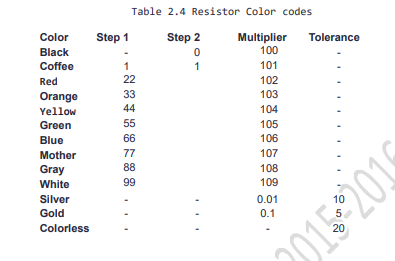 Table 2.4 Resistor Color codes
Color Step 1 Step 2 Multiplier Tolerance
Black - 0 100 -
Coffee 1 1 101 -
Red 22 102 -
Orange 33 103 -
Yellow 44 104 -
Green 55 105 -
Blue 66 106 -
Mother 77 107 -
Gray 88 108 -
White 99 109 -
Silver - - 0.01 10
Gold - - 0.1 5
Colorless - - - 20
2015-2016